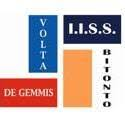 VOLTA
I.I.S.S.
DE GEMMIS
BITONTO